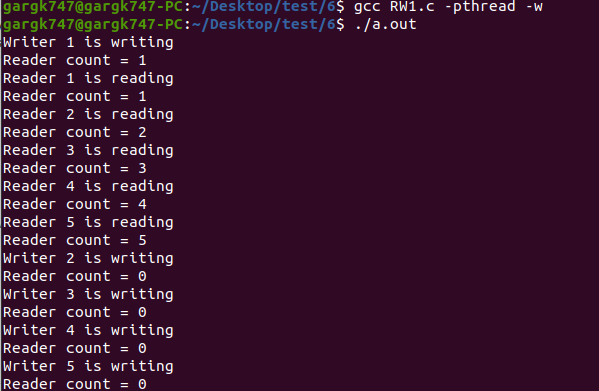 gargk747@gargk747-PC:~/Desktop/test/6$ gcc RW1.c -pthread -w
gargk747@gargk747-PC:~/Desktop/test/6$ ./a.out
Writer 1 is writing
Reader count = 1
Reader 1 is reading
Reader count = 1
Reader 2 is reading
Reader count = 2
Reader 3 is reading
Reader count = 3
Reader 4 is reading
Reader count = 4
Reader 5 is reading
Reader count = 5
Writer 2 is writing
Reader count = 0
Writer 3 is writing
Reader count = 0
Writer 4 is writing
Reader count = 0
Writer 5 is writing
Reader count = 0